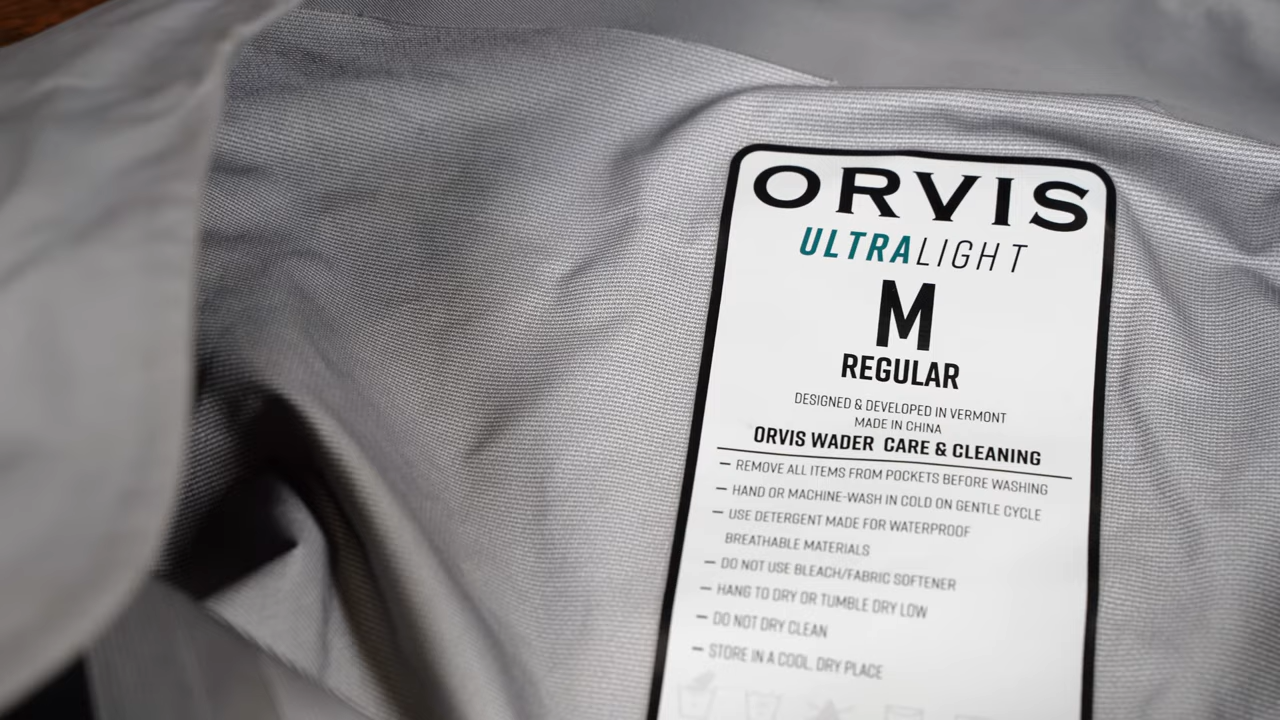 ORVIS
ULTRALIGHT
M
REGULAR
DESIGNED & DEVELOPED IN VERMONT
MADE IN CHINA
ORVIS WADER CARE & CLEANING
— REMOVE ALL ITEMS FROM POCKETS BEFORE WASHING
— HAND OR MACHINE-WASH IN COLD ON GENTLE CYCLE
— USE DETERGENT MADE FOR WATERPROOF
BREATHABLE MATERIALS
— DO NOT USE BLEACH/FABRIC SOFTENER
— HANG TO DRY OR TUMBLE DRY LOW
— DO NOT DRY CLEAN
— STORE IN A COOL, DRY PLACE